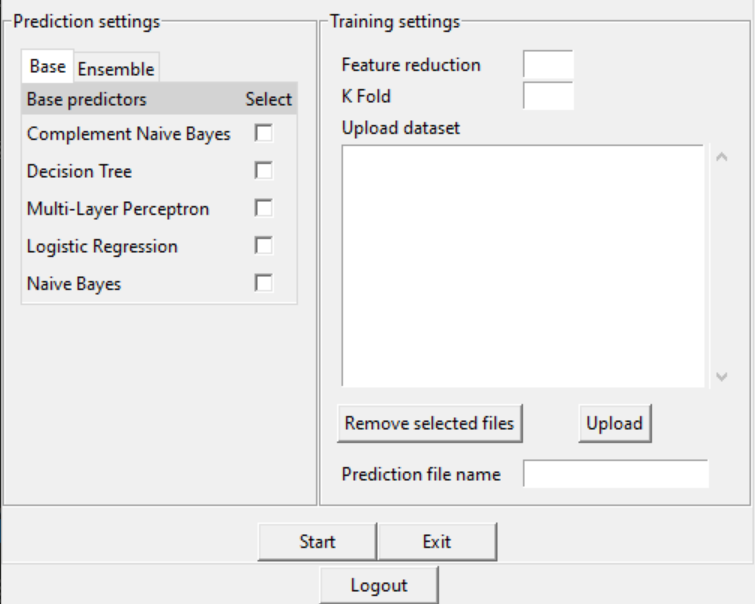 Prediction settings
Base Ensemble
Base predictors Select
Complement Naive Bayes
Decision Tree
Multi-Layer Perceptron
Logistic Regression
Naive Bayes
Training settings
Feature reduction
K Fold
Upload dataset
Remove selected files Upload
Prediction file name
Start Exit
Logout